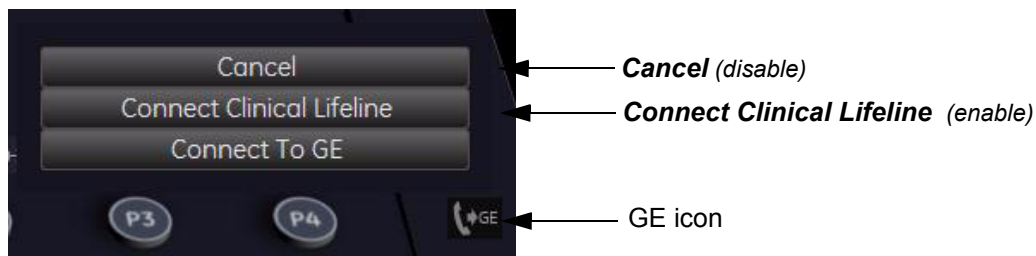 Cancel
Connect Clinical Lifeline
Connect To GE
P3
P4
GE
Cancel (disable)
Connect Clinical Lifeline (enable)
GE icon